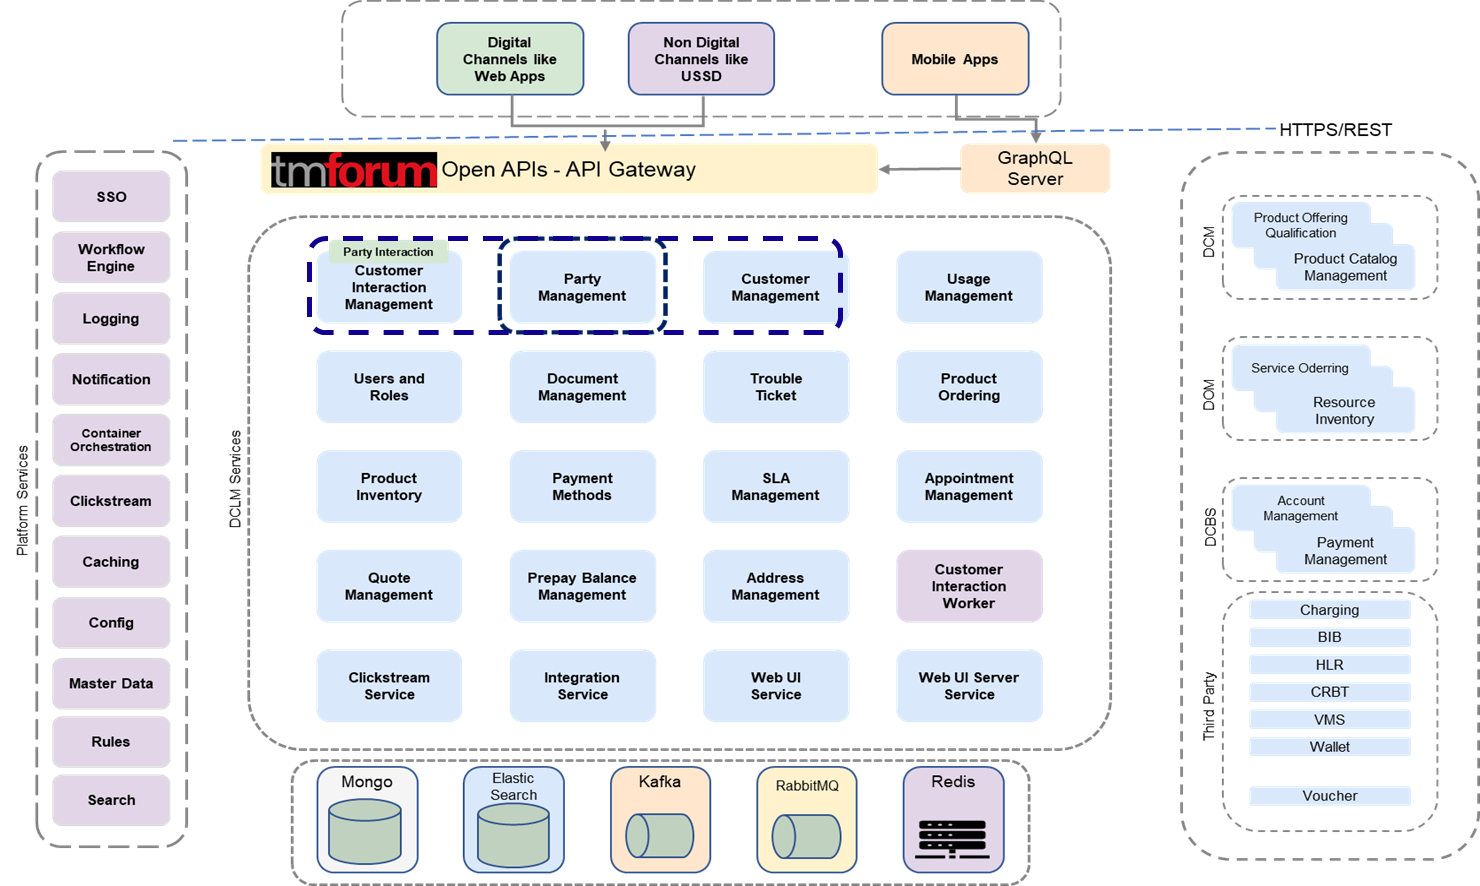 Digital
Channels like
Web Apps
Non Digital
Channels like
USSD
Mobile Apps
HTTPS/REST
tmforum Open APIs - API Gateway
GraphQL
Server
Platform Services
SSO
Workflow
Engine
Logging
Notification
Container
Orchestration
Clickstream
Caching
Config
Master Data
Rules
Search
DCLM Services
Party Interaction
Customer
Interaction
Management
Party
Management
Customer
Management
Usage
Management
Users and
Roles
Document
Management
Trouble
Ticket
Product
Ordering
Product
Inventory
Payment
Methods
SLA
Management
Appointment
Management
Quote
Management
Prepay Balance
Management
Address
Management
Customer
Interaction
Worker
Clickstream
Service
Integration
Service
Web UI
Service
Web UI Server
Service
Mongo
Elastic
Search
Kafka
RabbitMQ
Redis
DCM
Product Offering
Qualification
Product Catalog
Management
DOM
Service Oderring
Resource
Inventory
DCBS
Account
Management
Payment
Management
Third Party
Charging
BIB
HLR
CRBT
VMS
Wallet
Voucher